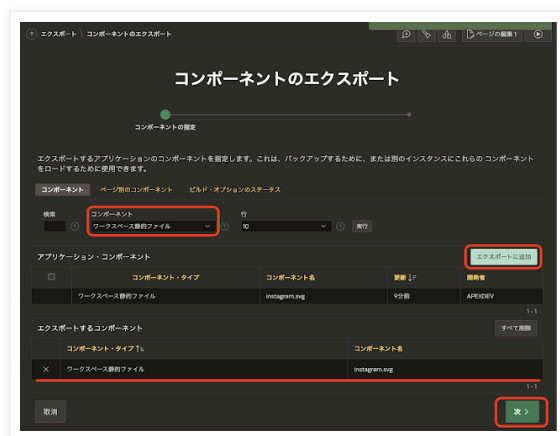 エクスポート \ コンポーネントのエクスポート
ページの編集 1
コンポーネントのエクスポート
コンポーネントの指定
エクスポートするアプリケーションのコンポーネントを指定します。これは、バックアップするために、または別のインスタンスにこれらの コンポーネント
をロードするために使用できます。
コンポーネント ページ別のコンポーネント ビルド・オプションのステータス
検索 コンポーネント 行
ワークスペース静的ファイル 10 実行
アプリケーション・コンポーネント エクスポートに追加
コンポーネント・タイプ コンポーネント名 更新 ↓ 開発者
ワークスペース静的ファイル instagram.svg 9分前 APEXDEV
1 - 1
エクスポートするコンポーネント すべて削除
コンポーネント・タイプ ↑ コンポーネント名
× ワークスペース静的ファイル instagram.svg
1 - 1
取消 次 >